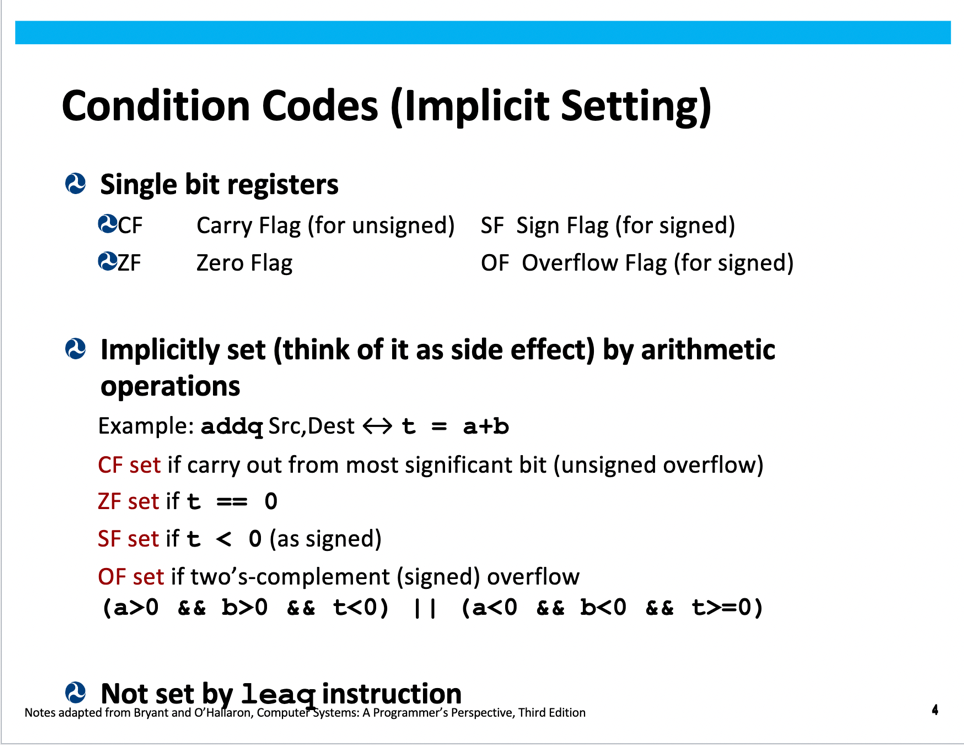 Condition Codes (Implicit Setting)
Single bit registers
CF Carry Flag (for unsigned) SF Sign Flag (for signed)
ZF Zero Flag OF Overflow Flag (for signed)
Implicitly set (think of it as side effect) by arithmetic
operations
Example: addq Src,Dest ↔ t = a+b
CF set if carry out from most significant bit (unsigned overflow)
ZF set if t == 0
SF set if t < 0 (as signed)
OF set if two’s-complement (signed) overflow
(a>0 && b>0 && t<0) || (a<0 && b<0 && t>=0)
Not set by leaq instruction
Notes adapted from Bryant and O’Hallaron, Computer Systems: A Programmer’s Perspective, Third Edition
4